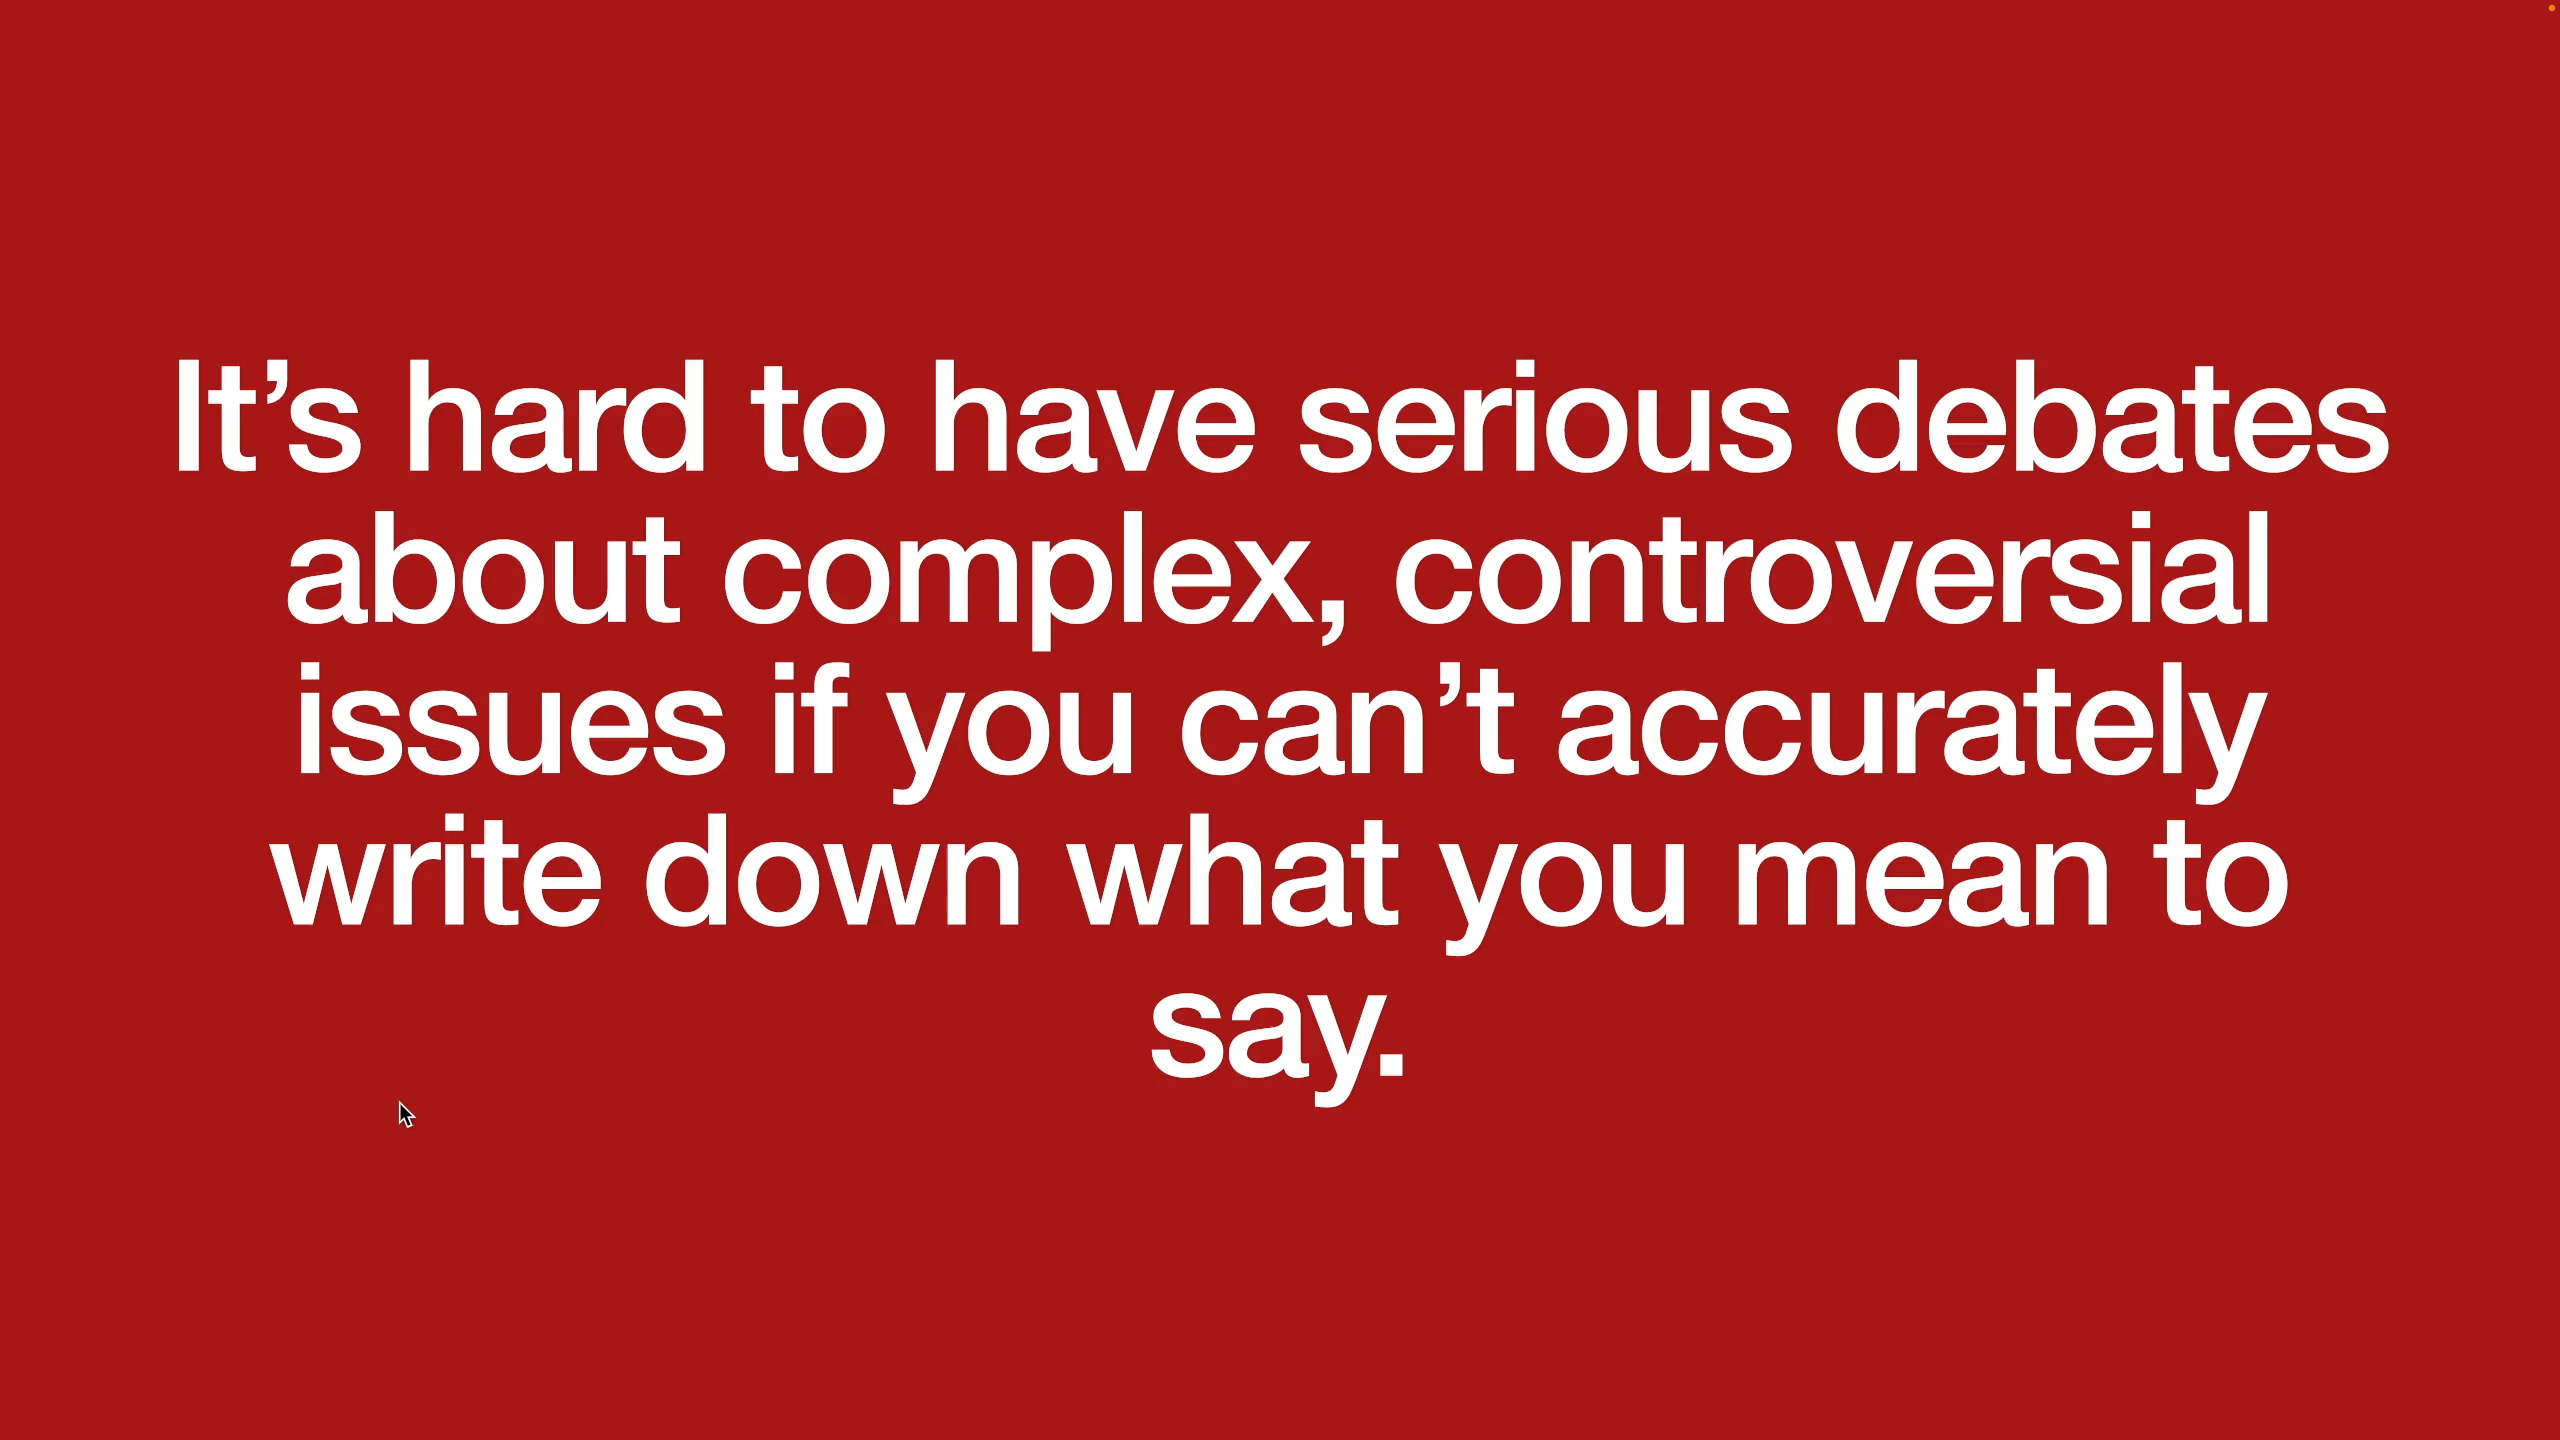 It’s hard to have serious debates
about complex, controversial
issues if you can’t accurately
write down what you mean to
say.